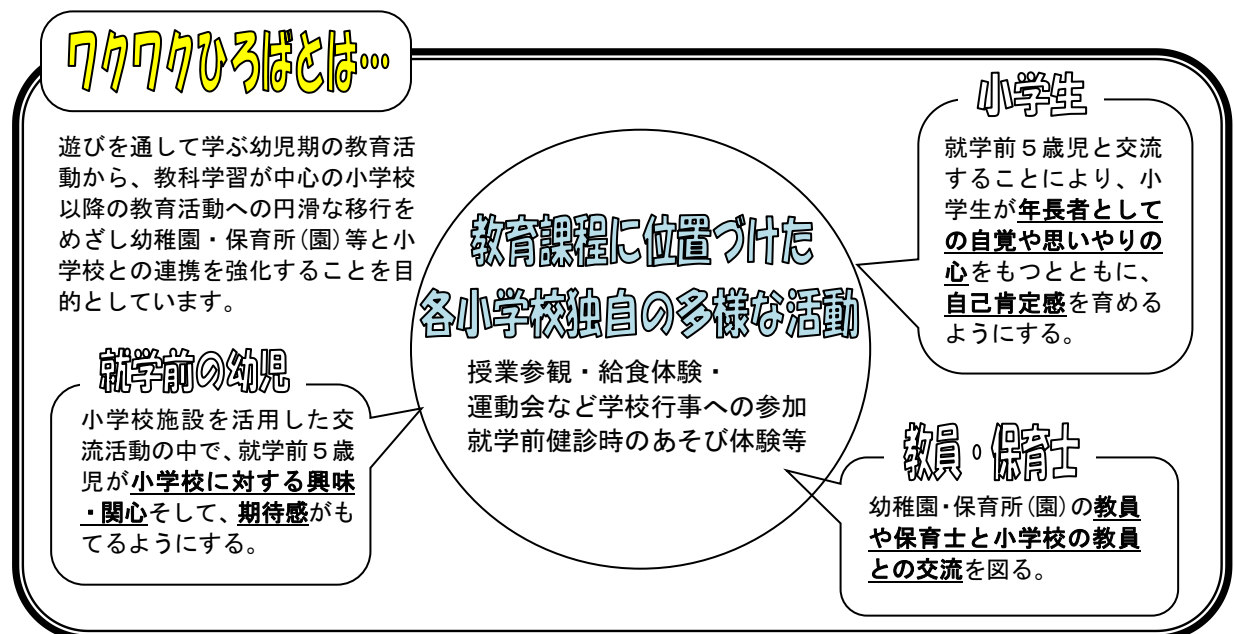 ワクワクひろばとは…
遊びを通して学ぶ幼児期の教育活
動から、教科学習が中心の小学校
以降の教育活動への円滑な移行を
めざし幼稚園・保育所(園)等と小
学校との連携を強化することを目
的としています。
教育課程に位置づけた
各小学校独自の多様な活動
授業参観・給食体験・
運動会など学校行事への参加
就学前健診時のあそび体験等
小学生
就学前５歳児と交流
することにより、小
学生が年長者として
の自覚や思いやりの
心をもつとともに、
自己肯定感を育める
ようにする。
就学前の幼児
小学校施設を活用した交
流活動の中で、就学前５歳
児が小学校に対する興味
・関心そして、期待感がも
てるようにする。
教員・保育士
幼稚園・保育所(園)の教員
や保育士と小学校の教員
との交流を図る。